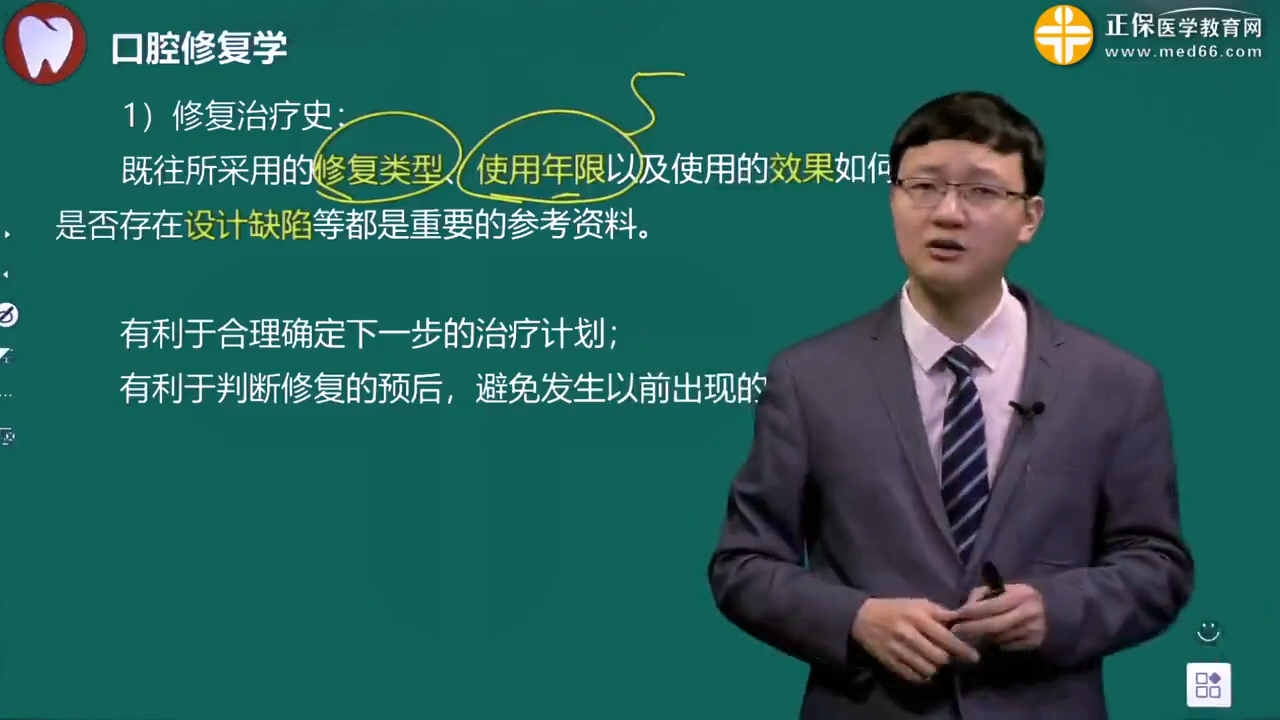 口腔修复学
正保医学教育网
www.med66.com
1）修复治疗史：
既往所采用的修复类型、使用年限以及使用的效果如何
是否存在设计缺陷等都是重要的参考资料。
有利于合理确定下一步的治疗计划；
有利于判断修复的预后，避免发生以前出现的